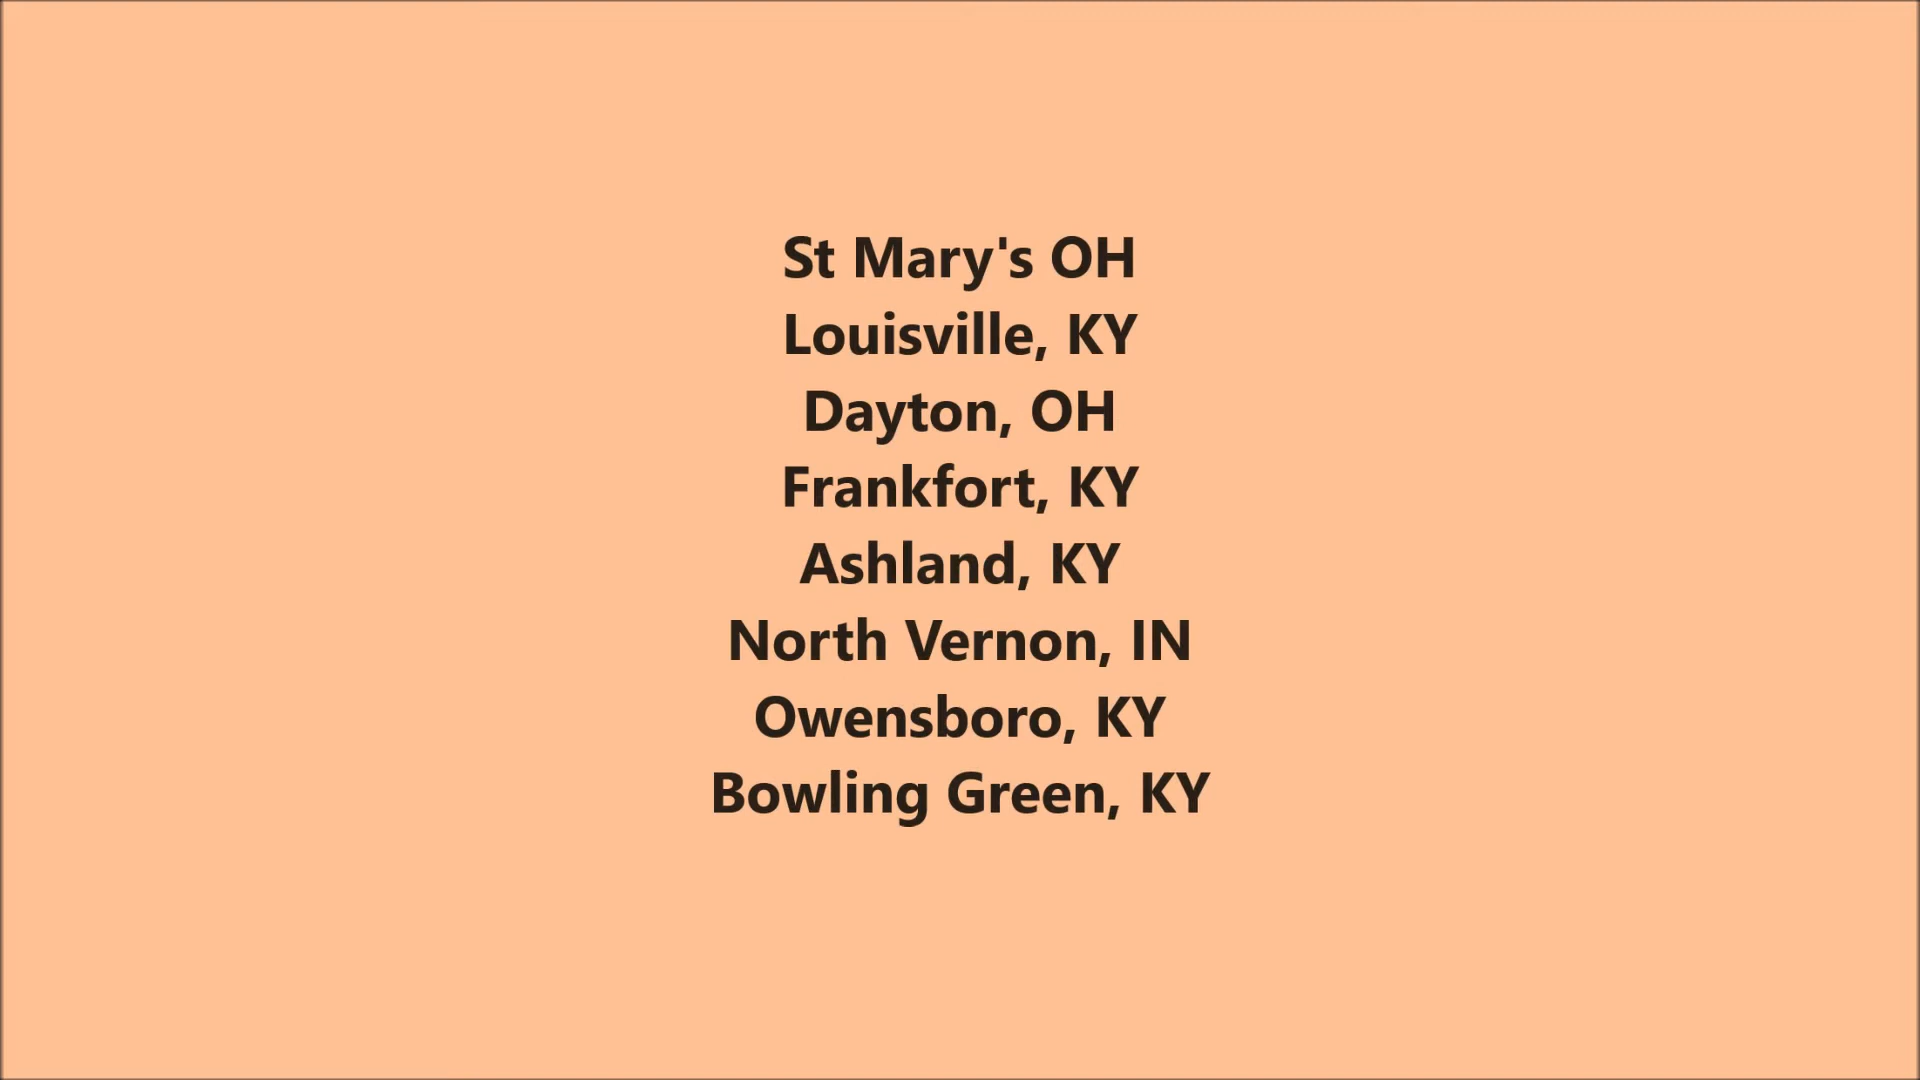 St Mary's OH
Louisville, KY
Dayton, OH
Frankfort, KY
Ashland, KY
North Vernon, IN
Owensboro, KY
Bowling Green, KY